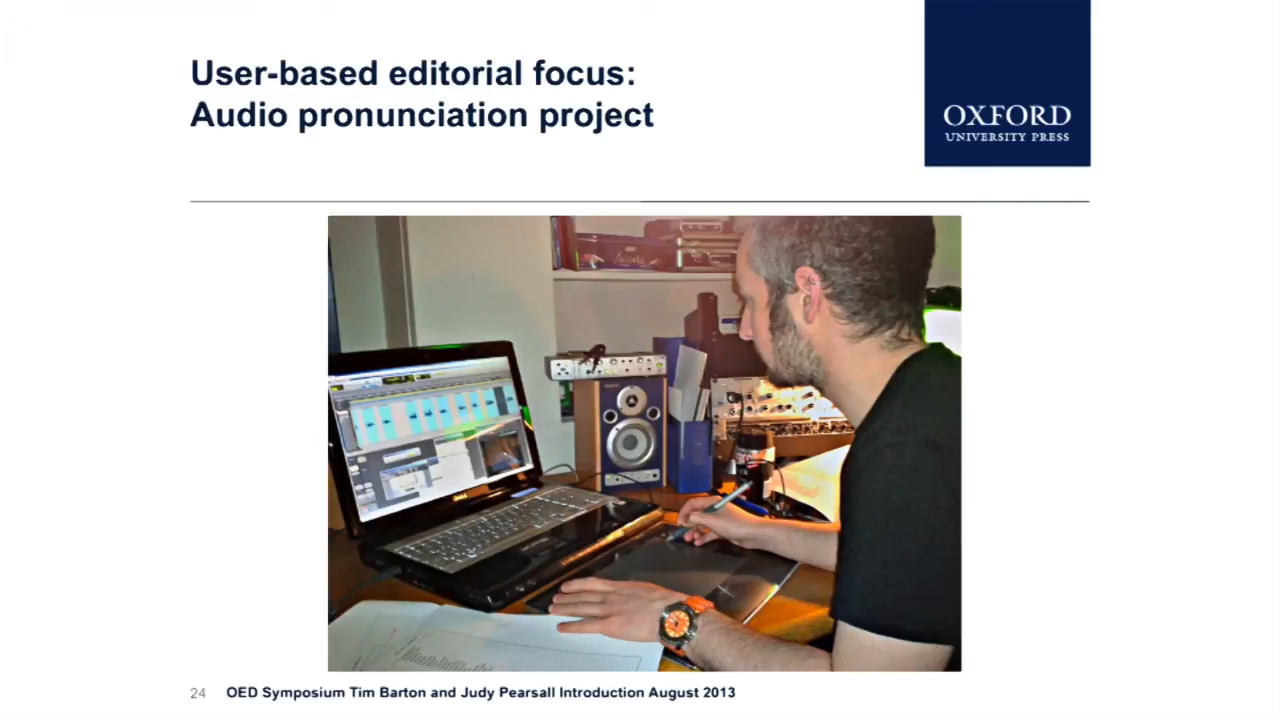 User-based editorial focus:
Audio pronunciation project
OXFORD
UNIVERSITY PRESS
DELL
24 OED Symposium Tim Barton and Judy Pearsall Introduction August 2013